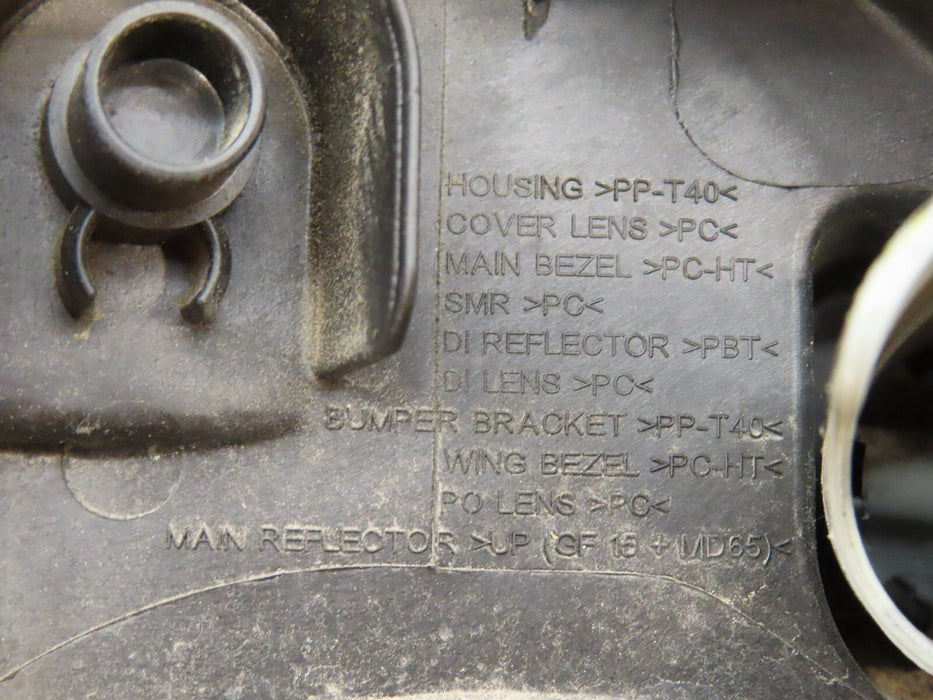 HOUSING >PP-T40<
COVER LENS >PC<
MAIN BEZEL >PC-HT<
SMR >PC<
DI REFLECTOR >PBT<
DI LENS >PC<
BUMPER BRACKET >PP-T40<
WING BEZEL >PC-HT<
PO LENS >PC<
MAIN REFLECTOR >UP (GF 15 + MD65)<